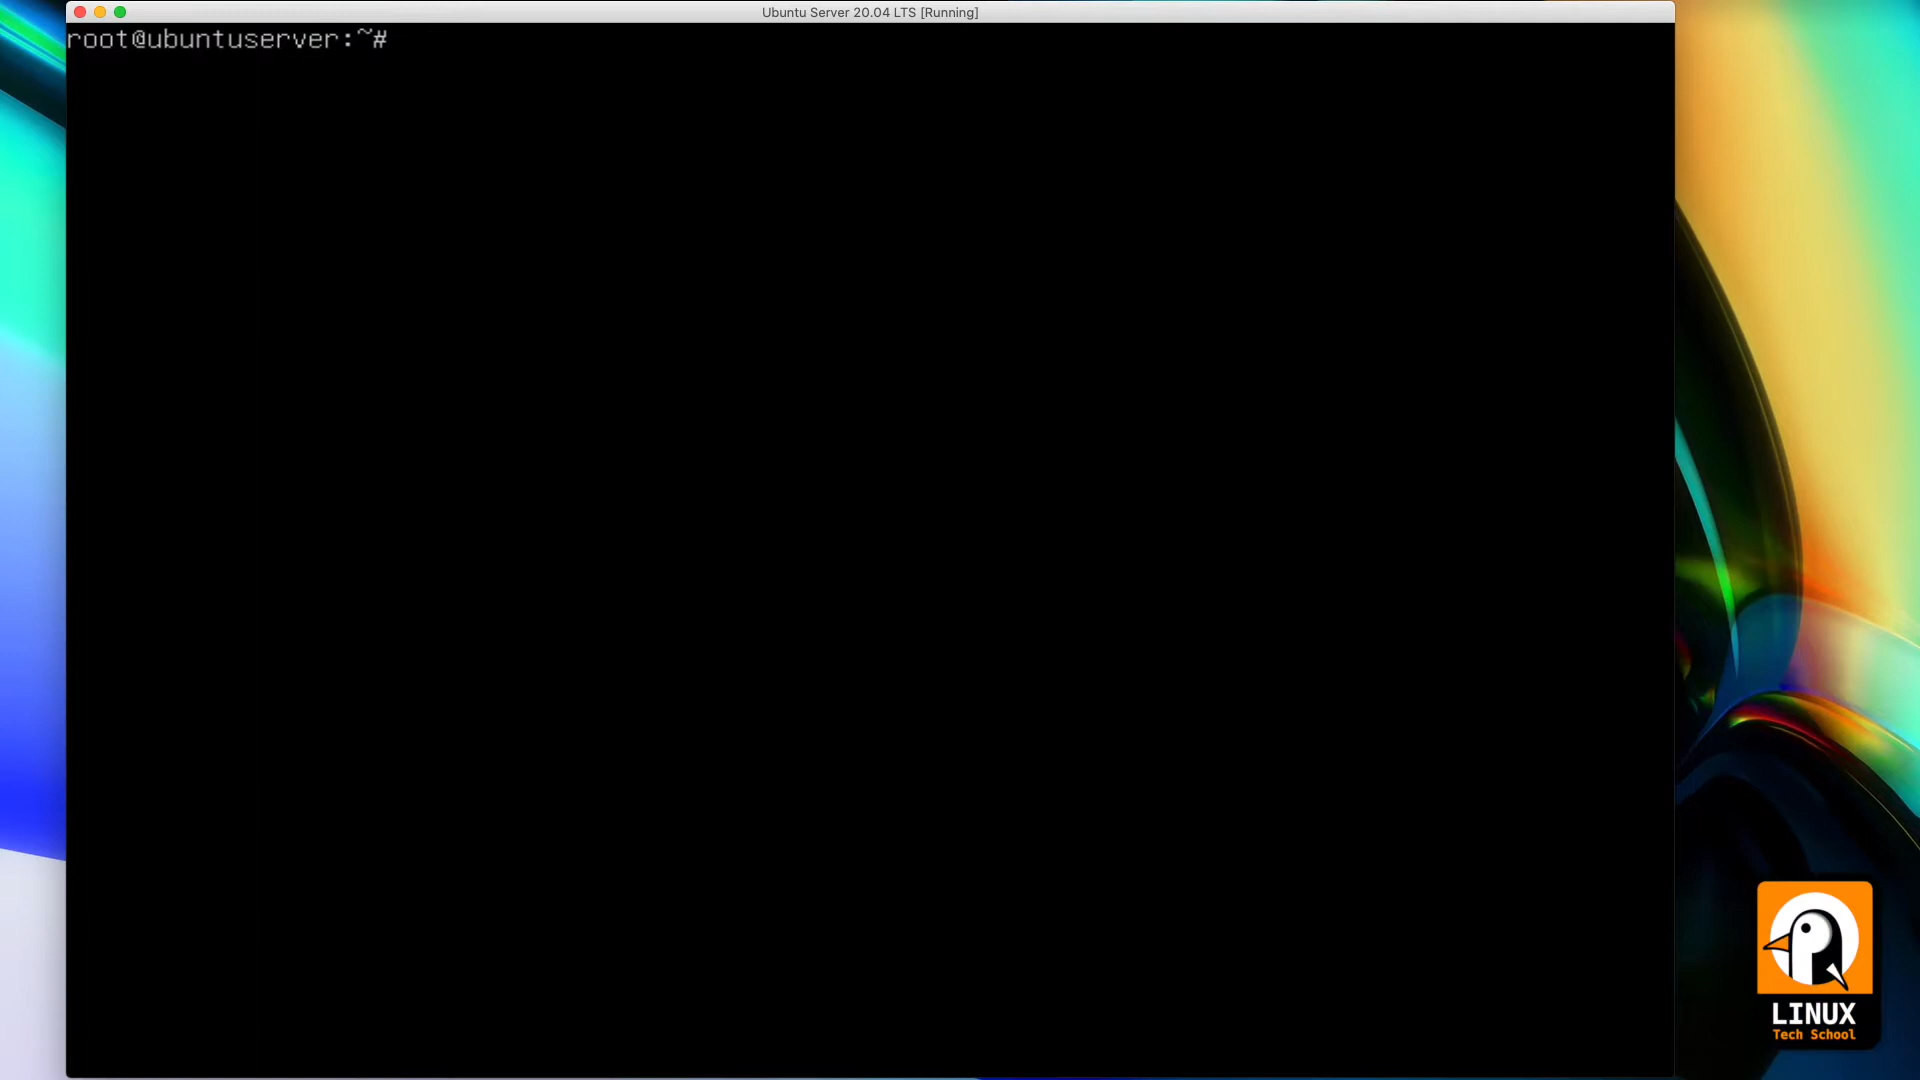 Ubuntu Server 20.04 LTS [Running]
root@ubuntuserver:~#
LINUX
Tech School